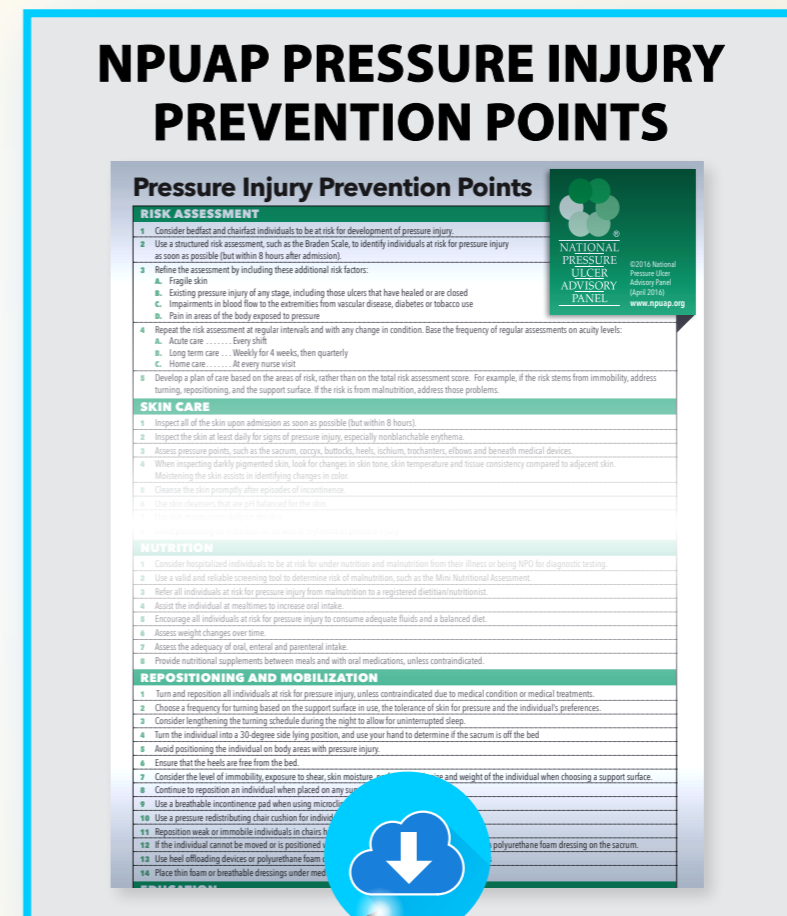 NPUAP PRESSURE INJURY
PREVENTION POINTS
Pressure Injury Prevention Points
RISK ASSESSMENT
1 Consider bedfast and chairfast individuals to be at risk for development of pressure injury.
2 Use a structured risk assessment, such as the Braden Scale, to identify individuals at risk for pressure injury
as soon as possible (but within 8 hours after admission).
3 Refine the assessment by including these additional risk factors:
A. Fragile skin
B. Existing pressure injury of any stage, including those ulcers that have healed or are closed
C. Impairments in blood flow to the extremities from vascular disease, diabetes or tobacco use
D. Pain in areas of the body exposed to pressure
®
NATIONAL
PRESSURE
ULCER
ADVISORY
PANEL
©2016 National
Pressure Ulcer
Advisory Panel
(April 2016)
www.npuap.org
4 Repeat the risk assessment at regular intervals and with any change in condition. Base the frequency of regular assessments on acuity levels:
A. Acute care . . . . . . . Every shift
B. Long term care . . . Weekly for 4 weeks, then quarterly
C. Home care . . . . . . . At every nurse visit
5 Develop a plan of care based on the areas of risk, rather than on the total risk assessment score. For example, if the risk stems from immobility, address
turning, repositioning, and the support surface. If the risk is from malnutrition, address those problems.
SKIN CARE
1 Inspect all of the skin upon admission as soon as possible (but within 8 hours).
2 Inspect the skin at least daily for signs of pressure injury, especially nonblanchable erythema.
3 Assess pressure points, such as the sacrum, coccyx, buttocks, heels, ischium, trochanters, elbows and beneath medical devices.
4 When inspecting darkly pigmented skin, look for changes in skin tone, skin temperature and tissue consistency compared to adjacent skin.
Moistening the skin assists in identifying changes in color.
5 Cleanse the skin promptly after episodes of incontinence.
6 Use skin cleansers that are pH balanced for the skin.
NUTRITION
1 Consider hospitalized individuals to be at risk for under nutrition and malnutrition from their illness or being NPO for diagnostic testing.
2 Use a valid and reliable screening tool to determine risk of malnutrition, such as the Mini Nutritional Assessment.
3 Refer all individuals at risk for pressure injury from malnutrition to a registered dietitian/nutritionist.
4 Assist the individual at mealtimes to increase oral intake.
5 Encourage all individuals at risk for pressure injury to consume adequate fluids and a balanced diet.
6 Assess weight changes over time.
7 Assess the adequacy of oral, enteral and parenteral intake.
8 Provide nutritional supplements between meals and with oral medications, unless contraindicated.
REPOSITIONING AND MOBILIZATION
1 Turn and reposition all individuals at risk for pressure injury, unless contraindicated due to medical condition or medical treatments.
2 Choose a frequency for turning based on the support surface in use, the tolerance of skin for pressure and the individual's preferences.
3 Consider lengthening the turning schedule during the night to allow for uninterrupted sleep.
4 Turn the individual into a 30-degree side lying position, and use your hand to determine if the sacrum is off the bed
5 Avoid positioning the individual on body areas with pressure injury.
6 Ensure that the heels are free from the bed.
7 Consider the level of immobility, exposure to shear, skin moisture, and weight of the individual when choosing a support surface.
8 Continue to reposition an individual when placed on any
9 Use a breathable incontinence pad when using
10 Use a pressure redistributing chair cushion for
11 Reposition weak or immobile individuals in chairs
12 If the individual cannot be moved or is positioned polyurethane foam dressing on the sacrum.
13 Use heel offloading devices or polyurethane foam
14 Place thin foam or breathable dressings under
EDUCATION